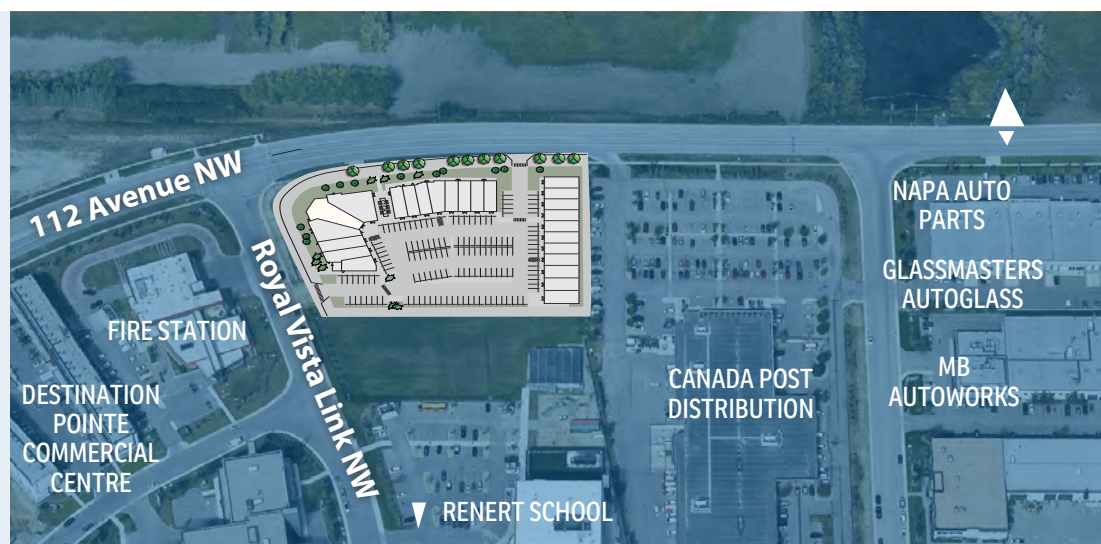 112 Avenue NW
Royal Vista Link NW
NAPA AUTO
PARTS
GLASSMASTERS
AUTOGLASS
FIRE STATION
MB
AUTOWORKS
CANADA POST
DISTRIBUTION
DESTINATION
POINTE
COMMERCIAL
CENTRE
RENERT SCHOOL